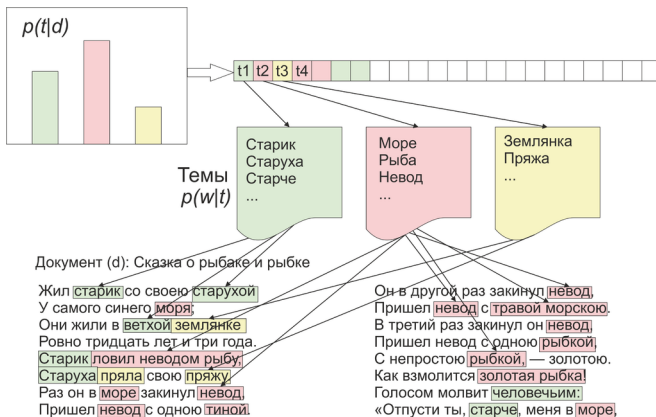 p(t|d)
t1 t2 t3 t4
Темы
p(w|t)
Старик
Старуха
Старче
...
Море
Рыба
Невод
...
Землянка
Пряжа
...
Документ (d): Сказка о рыбаке и рыбке
Жил старик со своею старухой
У самого синего моря;
Они жили в ветхой землянке
Ровно тридцать лет и три года.
Старик ловил неводом рыбу,
Старуха пряла свою пряжу.
Раз он в море закинул невод,
Пришел невод с одною тиной.
Он в другой раз закинул невод,
Пришел невод с травой морскою.
В третий раз закинул он невод,
Пришел невод с одною рыбкой,
С непростою рыбкой, — золотою.
Как взмолится золотая рыбка!
Голосом молвит человечьим:
«Отпусти ты, старче, меня в море,